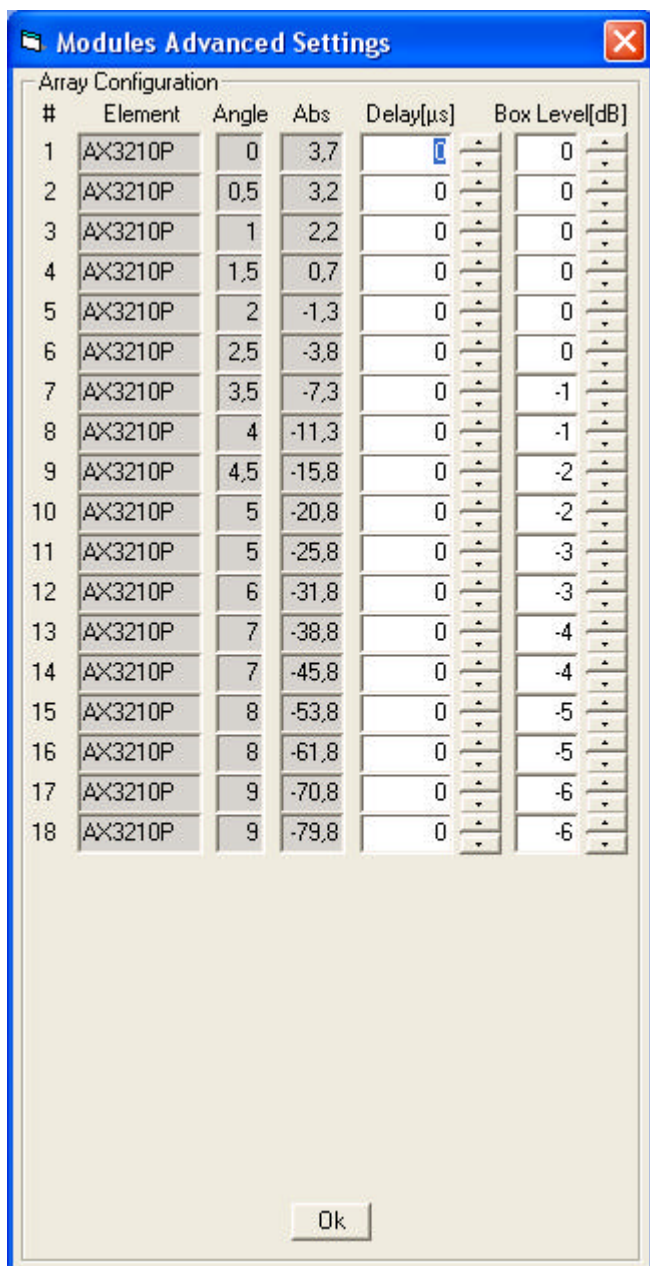 Modules Advanced Settings
Array Configuration
# Element Angle Abs Delay[µs] Box Level[dB]
1 AX3210P 0 3,7 0 0
2 AX3210P 0,5 3,2 0 0
3 AX3210P 1 2,2 0 0
4 AX3210P 1,5 0,7 0 0
5 AX3210P 2 -1,3 0 0
6 AX3210P 2,5 -3,8 0 0
7 AX3210P 3,5 -7,3 0 -1
8 AX3210P 4 -11,3 0 -1
9 AX3210P 4,5 -15,8 0 -2
10 AX3210P 5 -20,8 0 -2
11 AX3210P 5 -25,8 0 -3
12 AX3210P 6 -31,8 0 -3
13 AX3210P 7 -38,8 0 -4
14 AX3210P 7 -45,8 0 -4
15 AX3210P 8 -53,8 0 -5
16 AX3210P 8 -61,8 0 -5
17 AX3210P 9 -70,8 0 -6
18 AX3210P 9 -79,8 0 -6
Ok